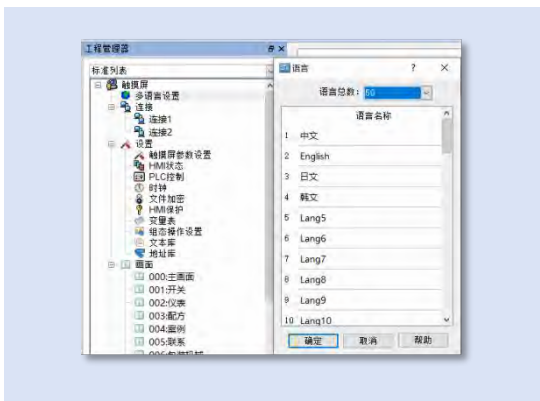 工程管理器
标准列表
触摸屏
多语言设置
连接
连接1
连接2
设置
触摸屏参数设置
HMI状态
PLC控制
时钟
文件加密
HMI保护
变量表
组态操作设置
文本库
地址库
画面
000:主画面
001:开关
002:仪表
003:配方
004:案例
005:联系
语言
? ×
语言总数: 50
语言名称
1 中文
2 English
3 日文
4 韩文
5 Lang5
6 Lang6
7 Lang7
8 Lang8
9 Lang9
10 Lang10
确定 取消 帮助